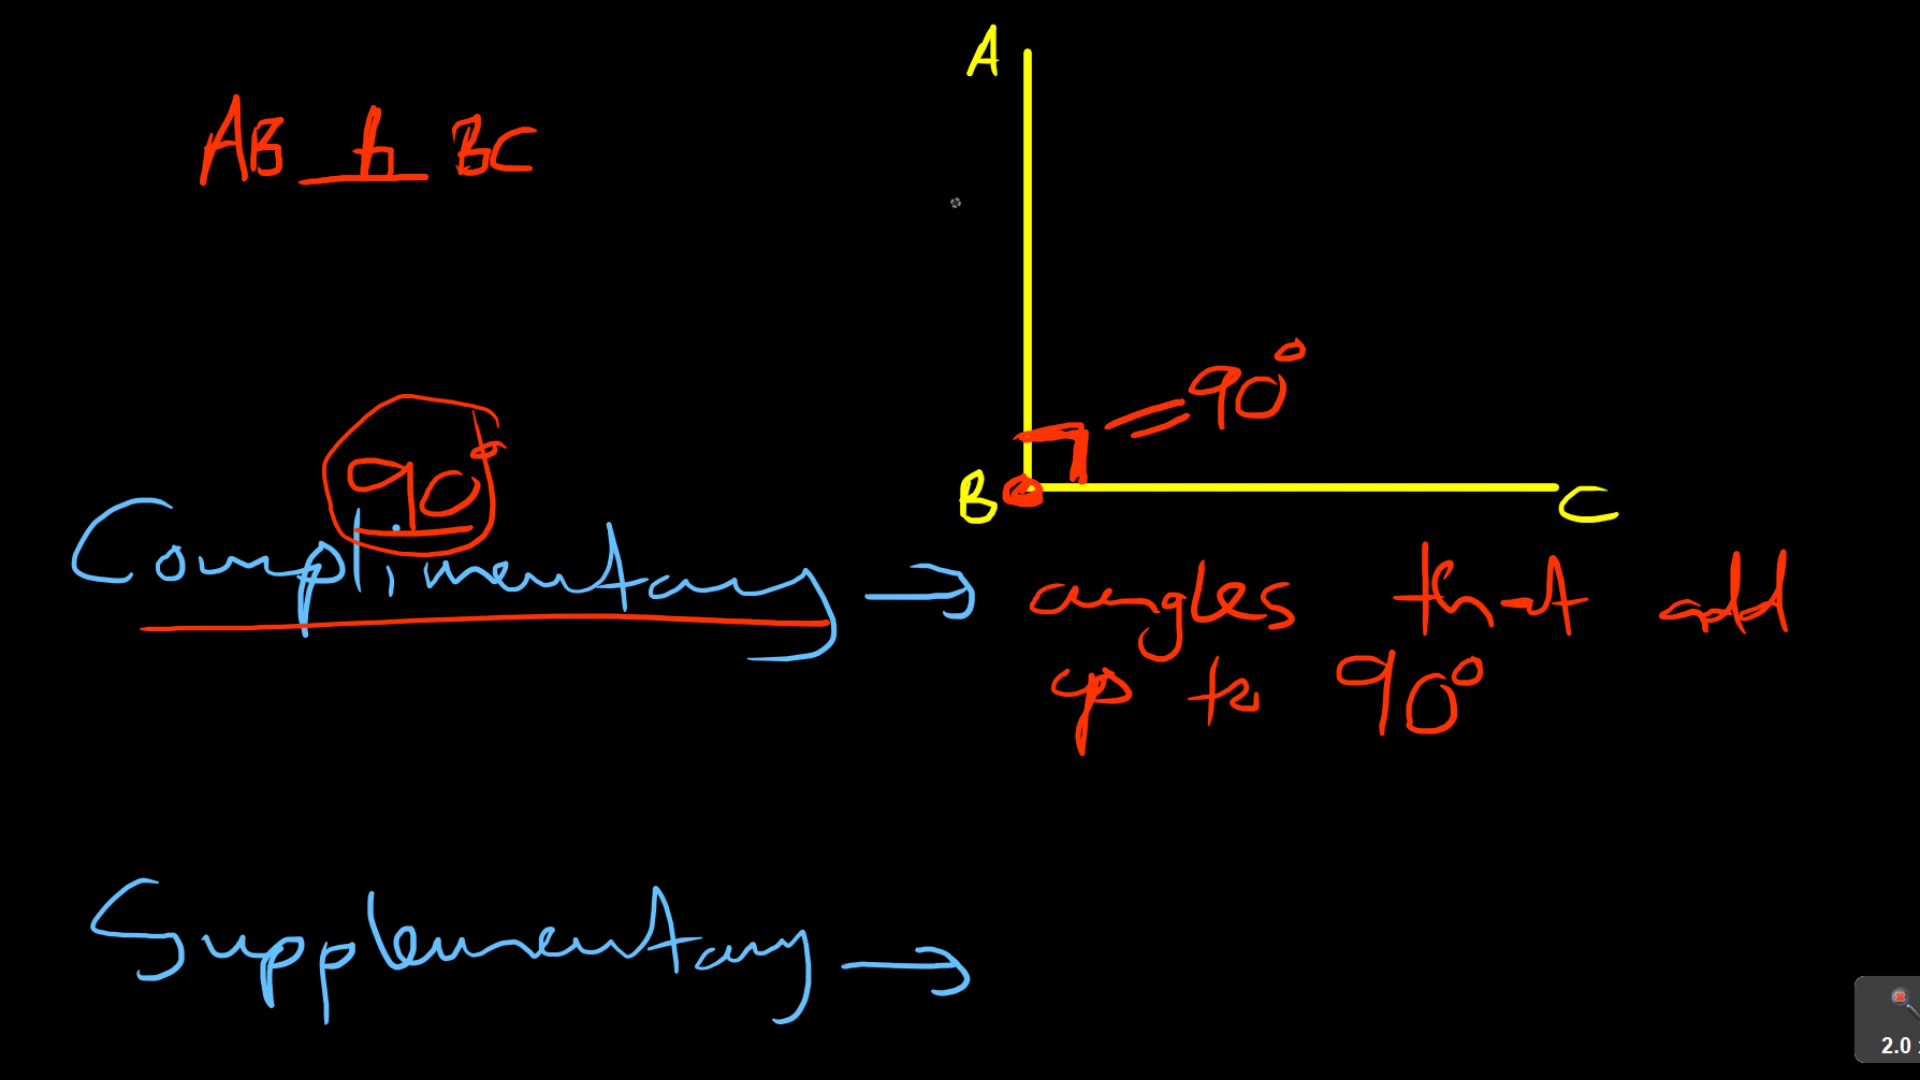 A
AB ⊥ BC
= 90°
90°
B
C
Complimentary → angles that add
up to 90°
Supplementary →
2.0